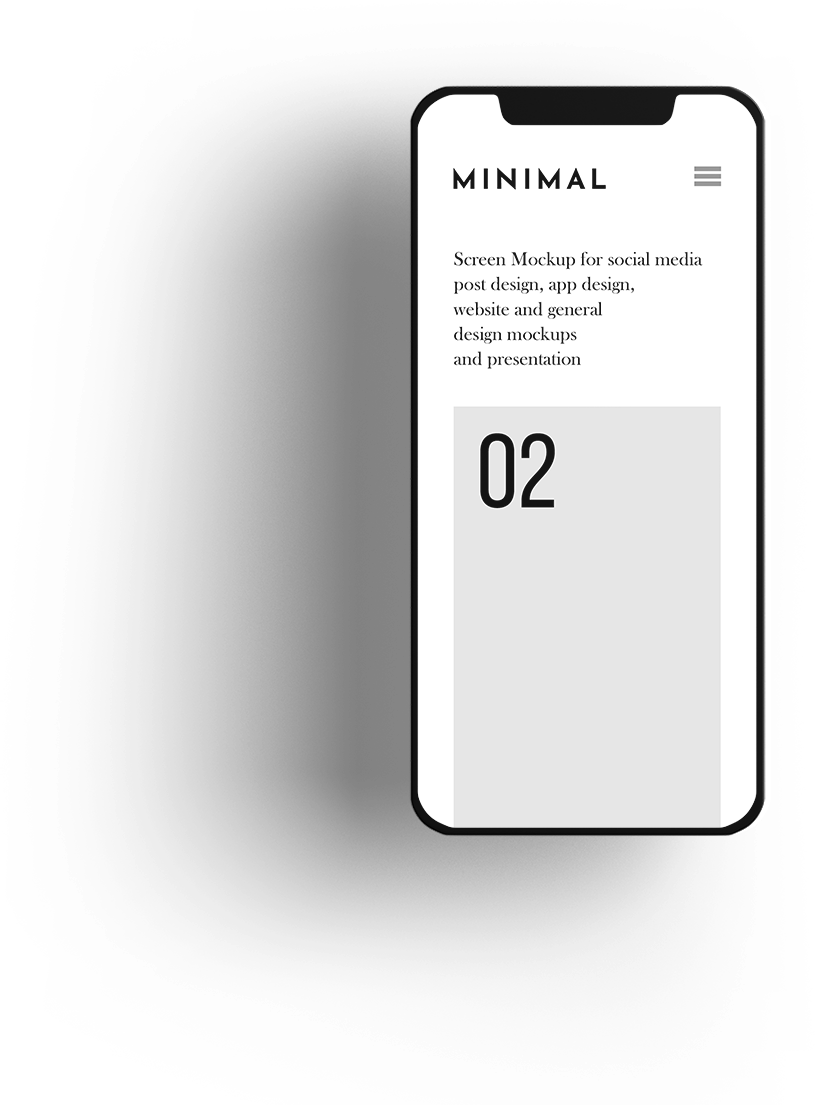 MINIMAL
Screen Mockup for social media
post design, app design,
website and general
design mockups
and presentation
02